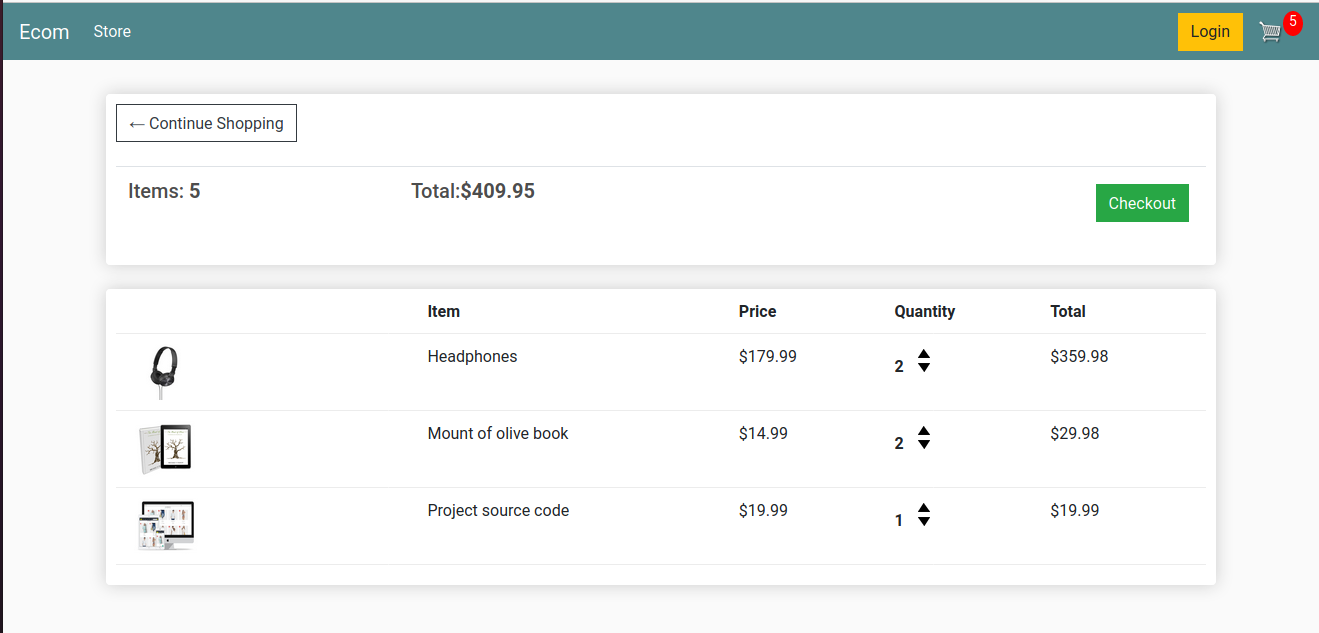 Ecom Store Login 5
← Continue Shopping
Items: 5 Total:$409.95 Checkout
Item Price Quantity Total
Headphones $179.99 2 $359.98
Mount of olive book $14.99 2 $29.98
Project source code $19.99 1 $19.99